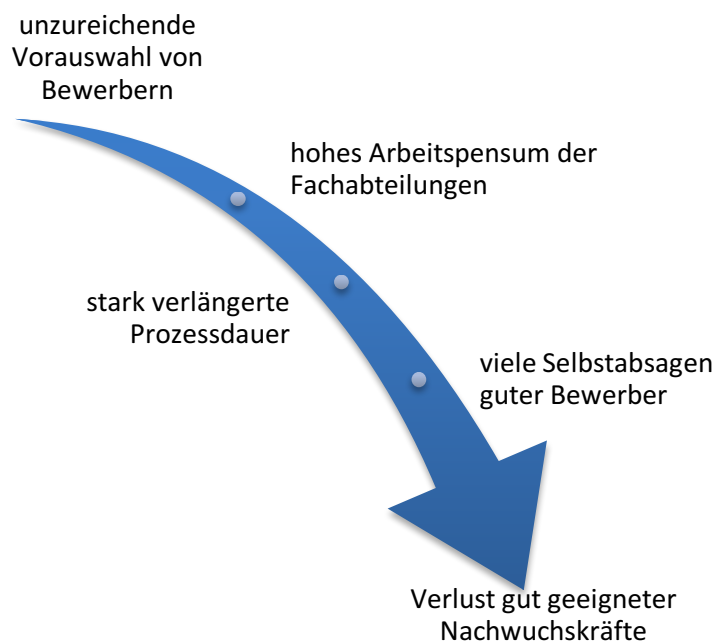 unzureichende
Vorauswahl von
Bewerbern
hohes Arbeitspensum der
Fachabteilungen
stark verlängerte
Prozessdauer
viele Selbstabsagen
guter Bewerber
Verlust gut geeigneter
Nachwuchskräfte